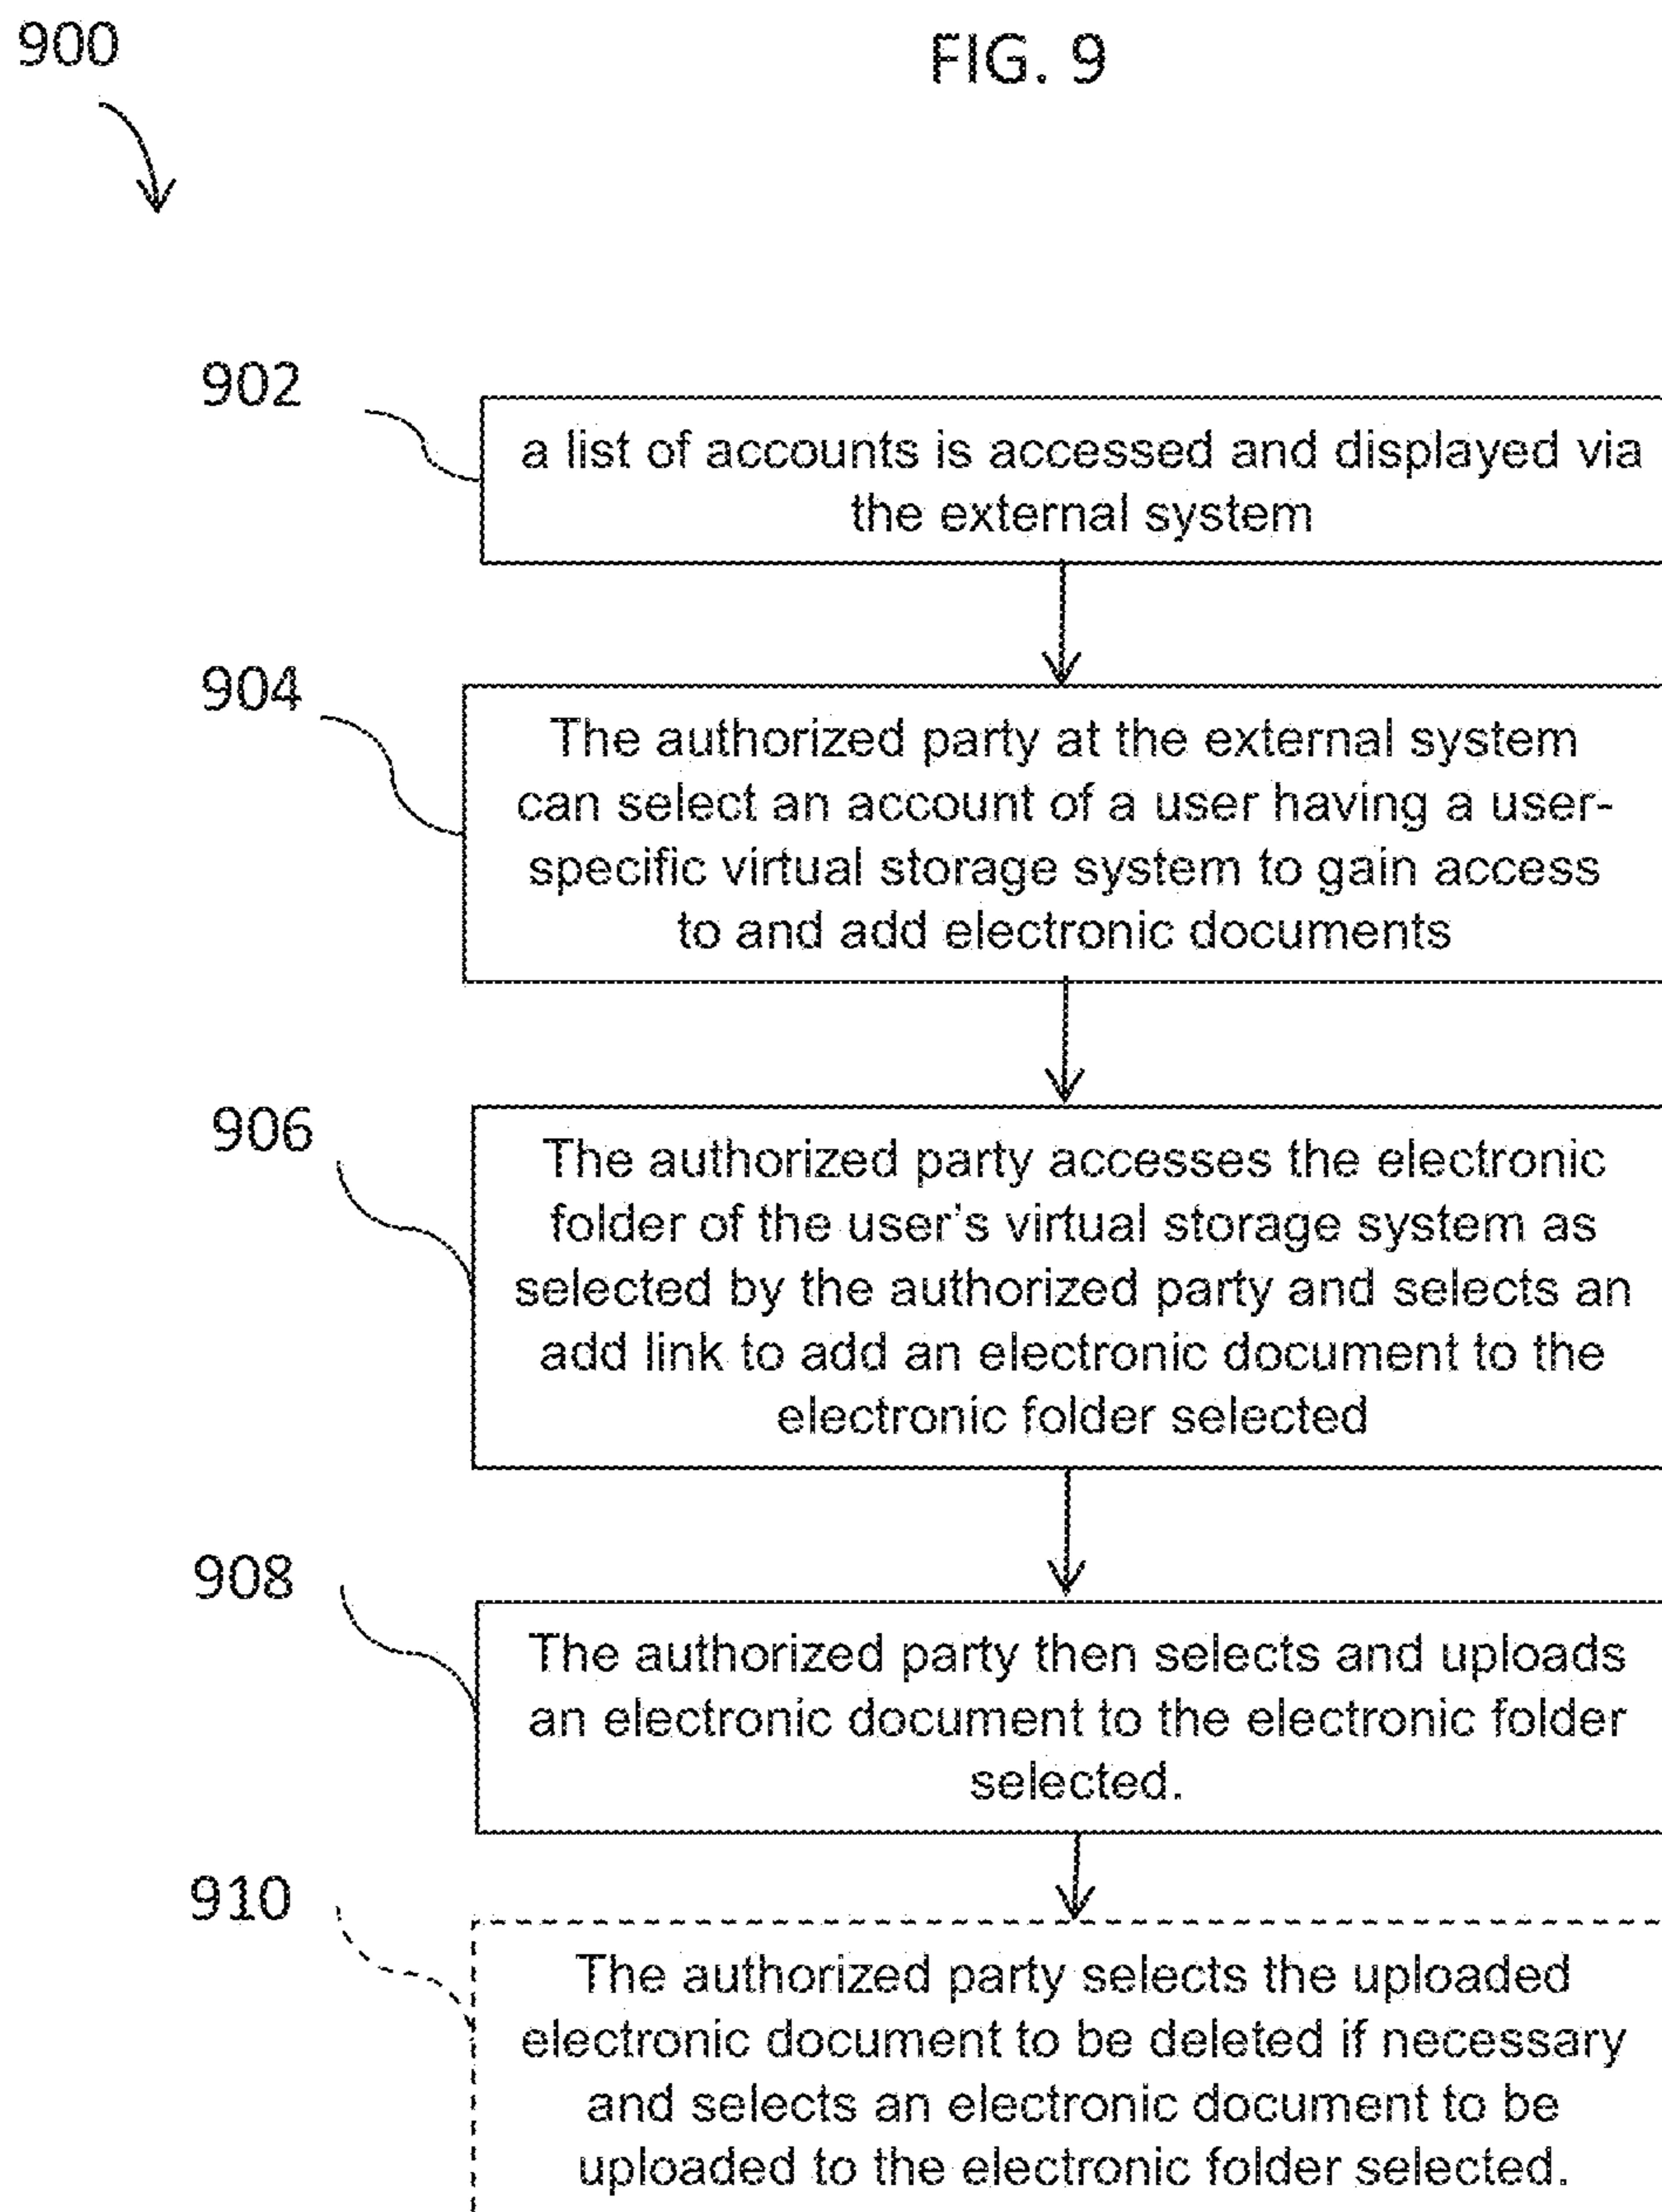 900
FIG. 9
902
a list of accounts is accessed and displayed via
the external system
904
The authorized party at the external system
can select an account of a user having a user-
specific virtual storage system to gain access
to and add electronic documents
906
The authorized party accesses the electronic
folder of the user's virtual storage system as
selected by the authorized party and selects an
add link to add an electronic document to the
electronic folder selected
908
The authorized party then selects and uploads
an electronic document to the electronic folder
selected.
910
The authorized party selects the uploaded
electronic document to be deleted if necessary
and selects an electronic document to be
uploaded to the electronic folder selected.